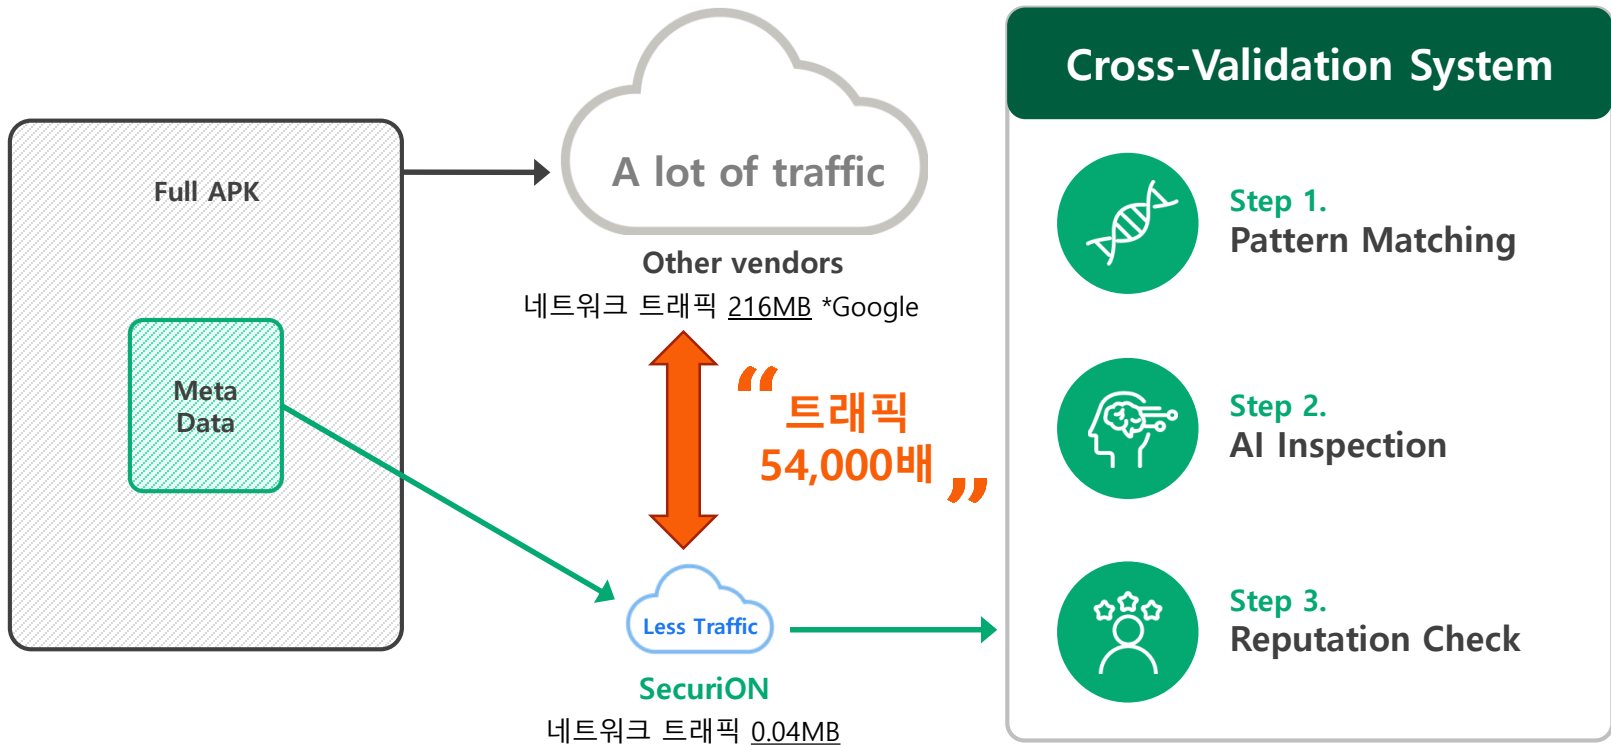 Full APK
Meta
Data
A lot of traffic
Other vendors
네트워크 트래픽 216MB *Google
“
트래픽
54,000배
”
Less Traffic
SecuriON
네트워크 트래픽 0.04MB
Cross-Validation System
Step 1.
Pattern Matching
Step 2.
AI Inspection
Step 3.
Reputation Check